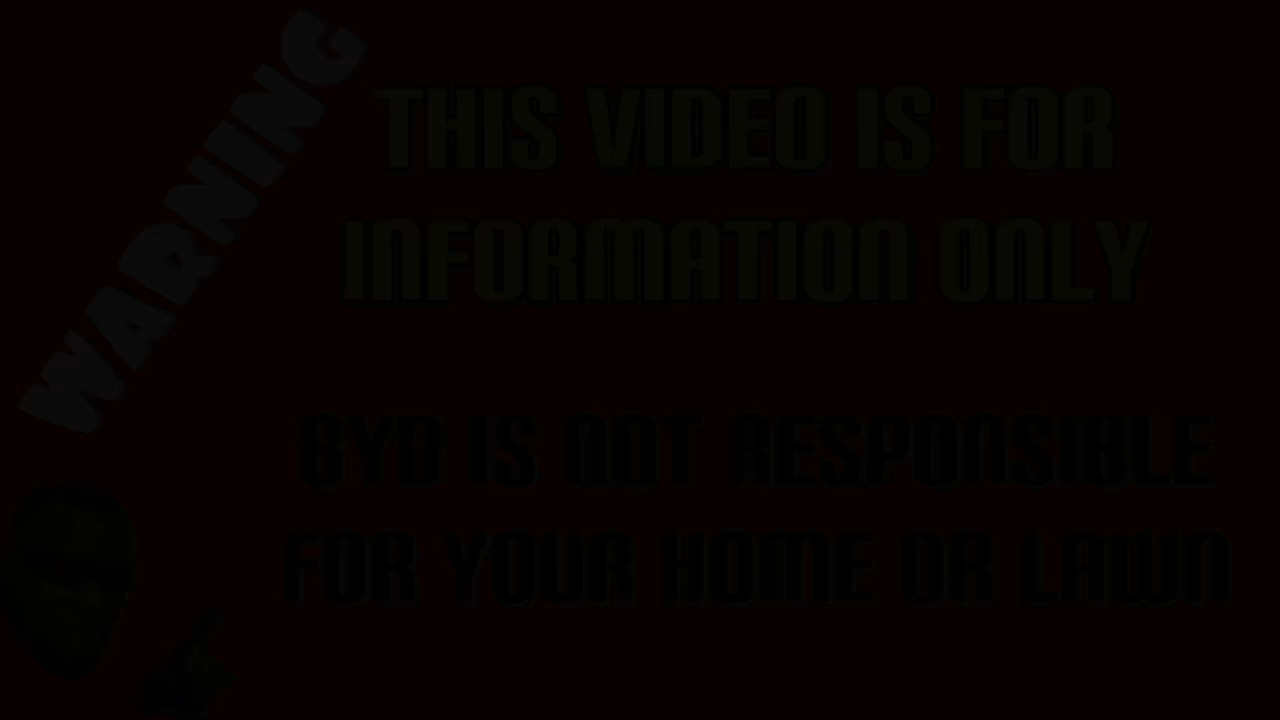 WARNING
THIS VIDEO IS FOR
INFORMATION ONLY
BYD IS NOT RESPONSIBLE
FOR YOUR HOME OR LAWN